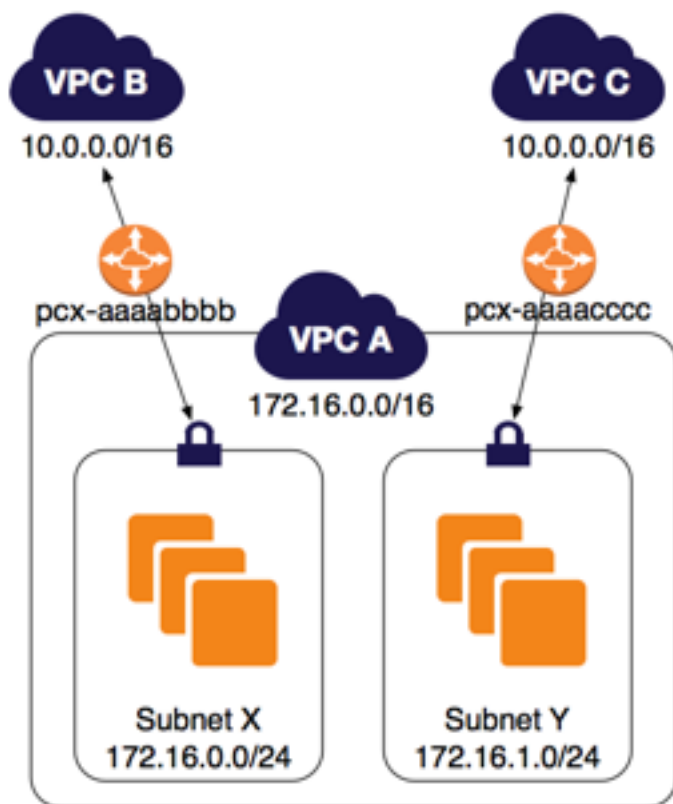 VPC B
10.0.0.0/16
VPC C
10.0.0.0/16
pcx-aaaabbbb
pcx-aaaacccc
VPC A
172.16.0.0/16
Subnet X
172.16.0.0/24
Subnet Y
172.16.1.0/24